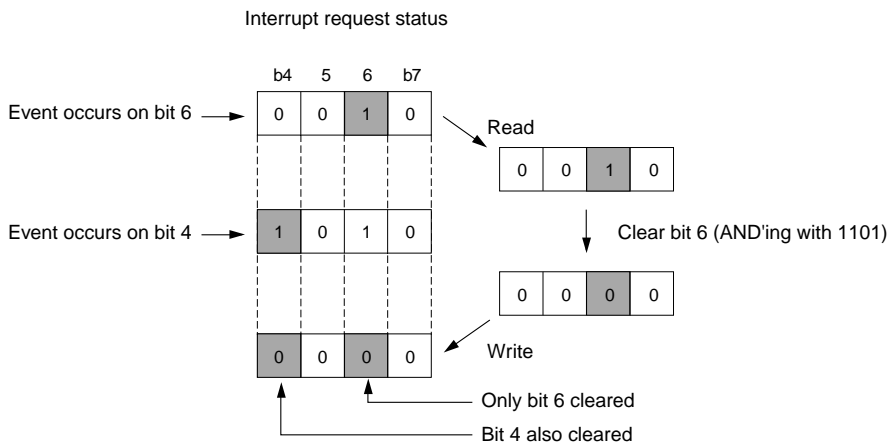 Interrupt request status
b4 5 6 b7
Event occurs on bit 6 0 0 1 0
Read
0 0 1 0
Event occurs on bit 4 1 0 1 0 Clear bit 6 (AND'ing with 1101)
0 0 0 0
0 0 0 0 Write
Only bit 6 cleared
Bit 4 also cleared